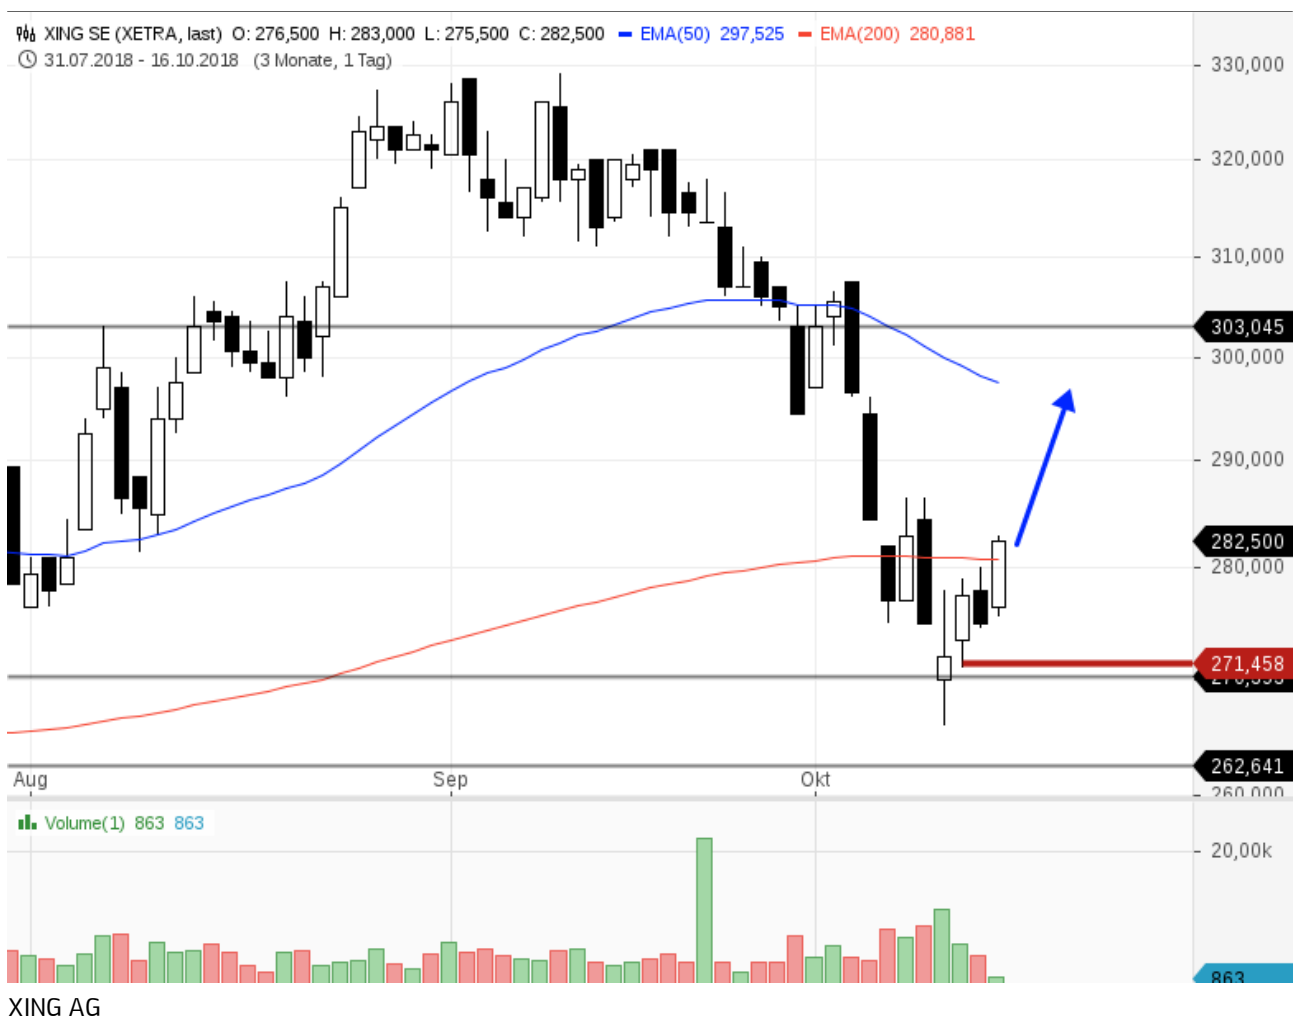 XING SE (XETRA, last) O: 276,500 H: 283,000 L: 275,500 C: 282,500 EMA(50) 297,525 EMA(200) 280,881
31.07.2018 - 16.10.2018 (3 Monate, 1 Tag)
330,000
320,000
310,000
303,045
300,000
290,000
282,500
280,000
271,458
262,641
Aug Sep Okt
260,000
Volume(1) 863 863
20,00k
863
XING AG